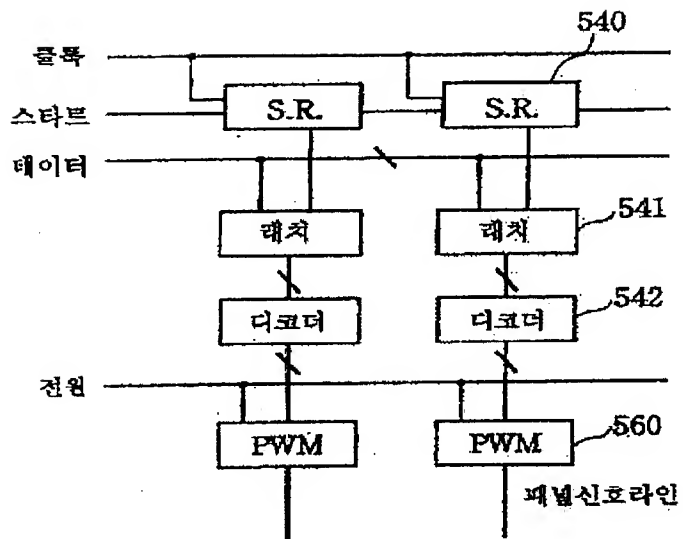 540
클록
S.R.
S.R.
스타트
데이터
래치
래치
541
디코더
디코더
542
전원
PWM
PWM
560
패널신호라인